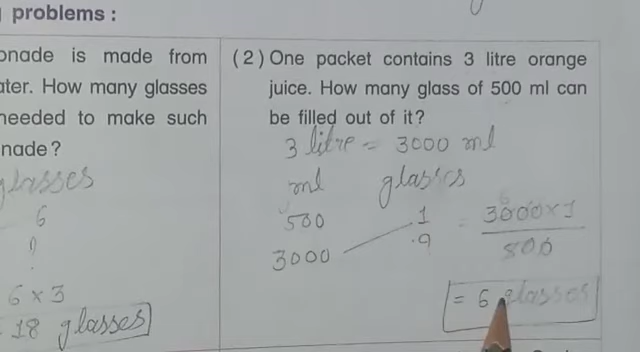 problems :
onade is made from
ater. How many glasses
needed to make such
nade?
glasses
6
?
6 x 3
18 glasses
(2) One packet contains 3 litre orange
juice. How many glass of 500 ml can
be filled out of it?
3 litre = 3000 ml
ml glasses
500 1
3000 ?
= 3000 x 1
500
= 6 glasses